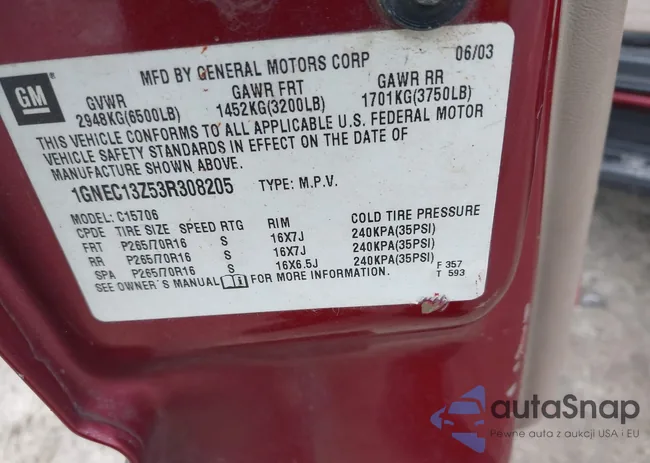 MFD BY GENERAL MOTORS CORP 06/03
GM
GVWR GAWR FRT GAWR RR
2948KG(6500LB) 1452KG(3200LB) 1701KG(3750LB)
THIS VEHICLE CONFORMS TO ALL APPLICABLE U.S. FEDERAL MOTOR
VEHICLE SAFETY STANDARDS IN EFFECT ON THE DATE OF
MANUFACTURE SHOWN ABOVE.
1GNEC13Z53R308205 TYPE: M.P.V.
MODEL: C15706
CPDE TIRE SIZE SPEED RTG RIM COLD TIRE PRESSURE
FRT P265/70R16 S 16X7J 240KPA(35PSI)
RR P265/70R16 S 16X7J 240KPA(35PSI)
SPA P265/70R16 S 16X6.5J 240KPA(35PSI)
SEE OWNER'S MANUAL FOR MORE INFORMATION
F 357
T 593
autaSnap
Pewne auta z aukcji USA i EU